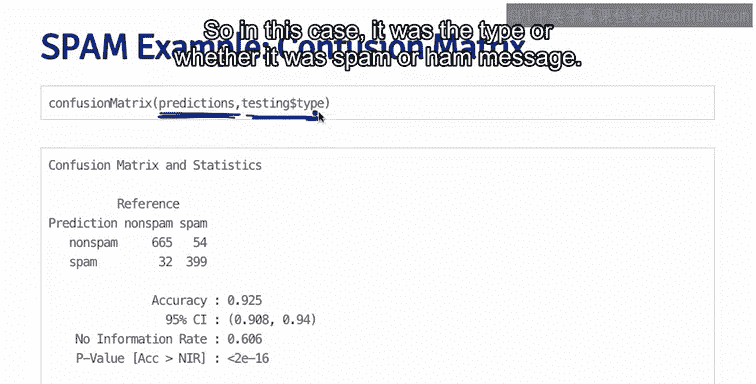 SPAM Example: Confusion Matrix
So in this case, it was the type or
whether it was spam or ham message.
confusionMatrix(predictions,testing$type)
Confusion Matrix and Statistics
Reference
Prediction nonspam spam
nonspam 665 54
spam 32 399
Accuracy : 0.925
95% CI : (0.908, 0.94)
No Information Rate : 0.606
P-Value [Acc > NIR] : <2e-16